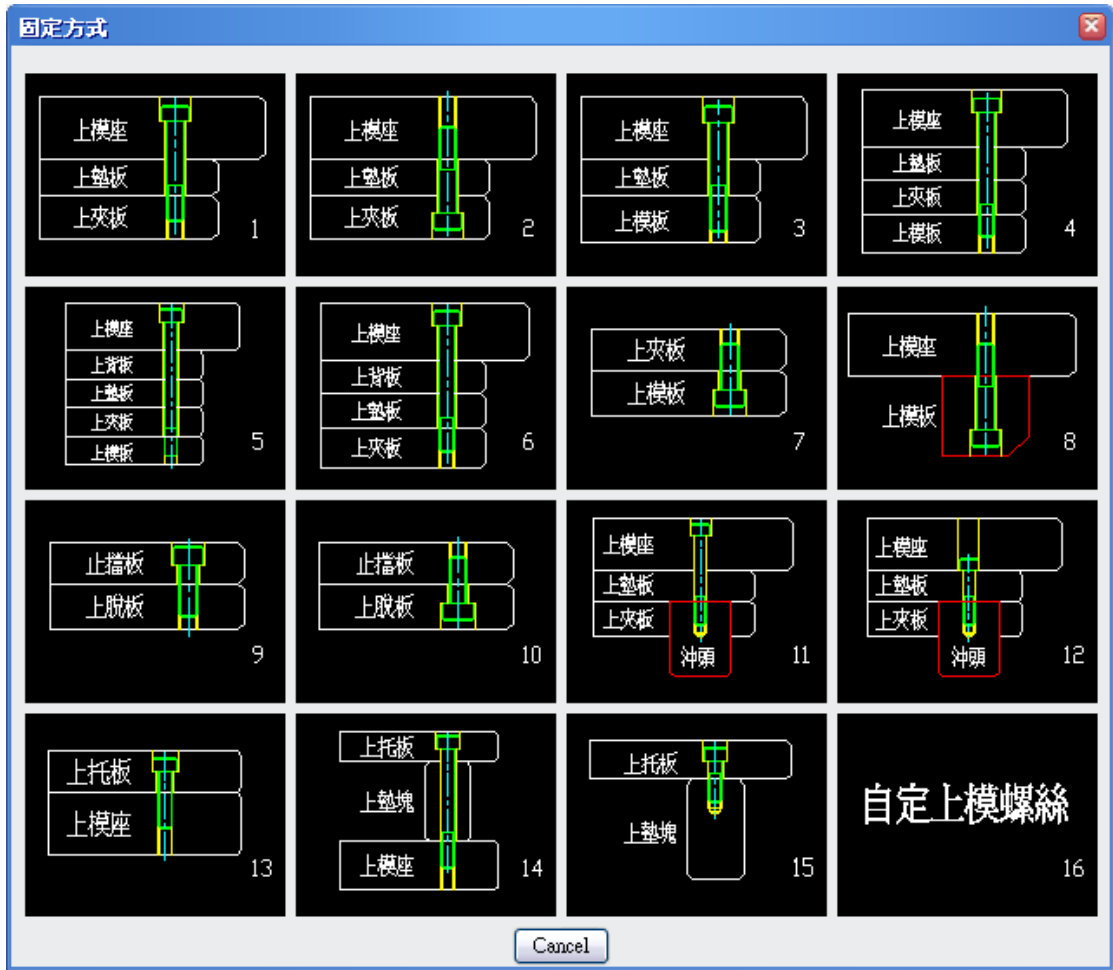 固定方式
上模座
上墊板
上夾板
1
上模座
上墊板
上夾板
2
上模座
上墊板
上模板
3
上模座
上墊板
上夾板
上模板
4
上模座
上背板
上墊板
上夾板
上模板
5
上模座
上背板
上墊板
上夾板
6
上夾板
上模板
7
上模座
上模板
8
止擋板
上脫板
9
止擋板
上脫板
10
上模座
上墊板
上夾板
沖頭
11
上模座
上墊板
上夾板
沖頭
12
上托板
上模座
13
上托板
上墊塊
上模座
14
上托板
上墊塊
15
自定上模螺絲
16
Cancel